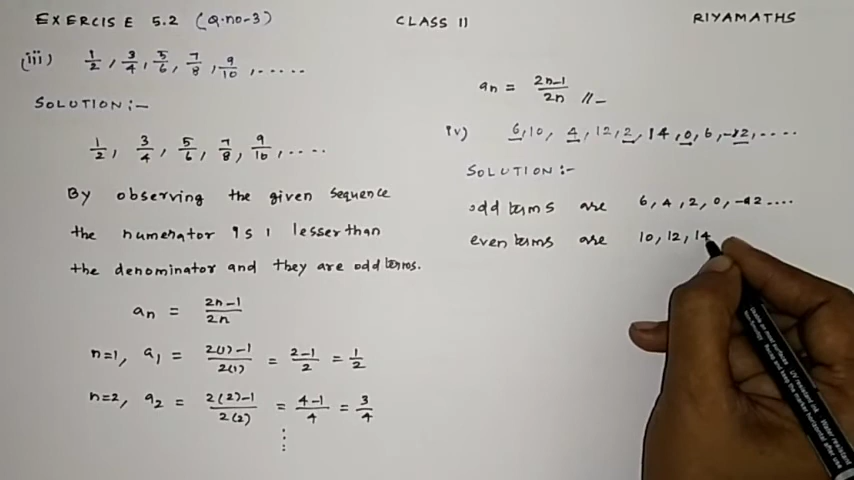 EXERCISE 5.2 (Q.no-3) CLASS 11 RIYAMATHS
(iii) 1/2, 3/4, 5/6, 7/8, 9/10, .....
SOLUTION:-
1/2, 3/4, 5/6, 7/8, 9/10, ....
By observing the given sequence
the numerator is 1 lesser than
the denominator and they are odd terms.
an = 2n-1/2n
n=1, a1 = 2(1)-1/2(1) = 2-1/2 = 1/2
n=2, a2 = 2(2)-1/2(2) = 4-1/4 = 3/4
⋮
an = 2n-1/2n //-
iv) 6, 10, 4, 12, 2, 14, 0, 6, -12, ....
SOLUTION:-
odd terms are 6, 4, 2, 0, -2 ....
even terms are 10, 12, 14